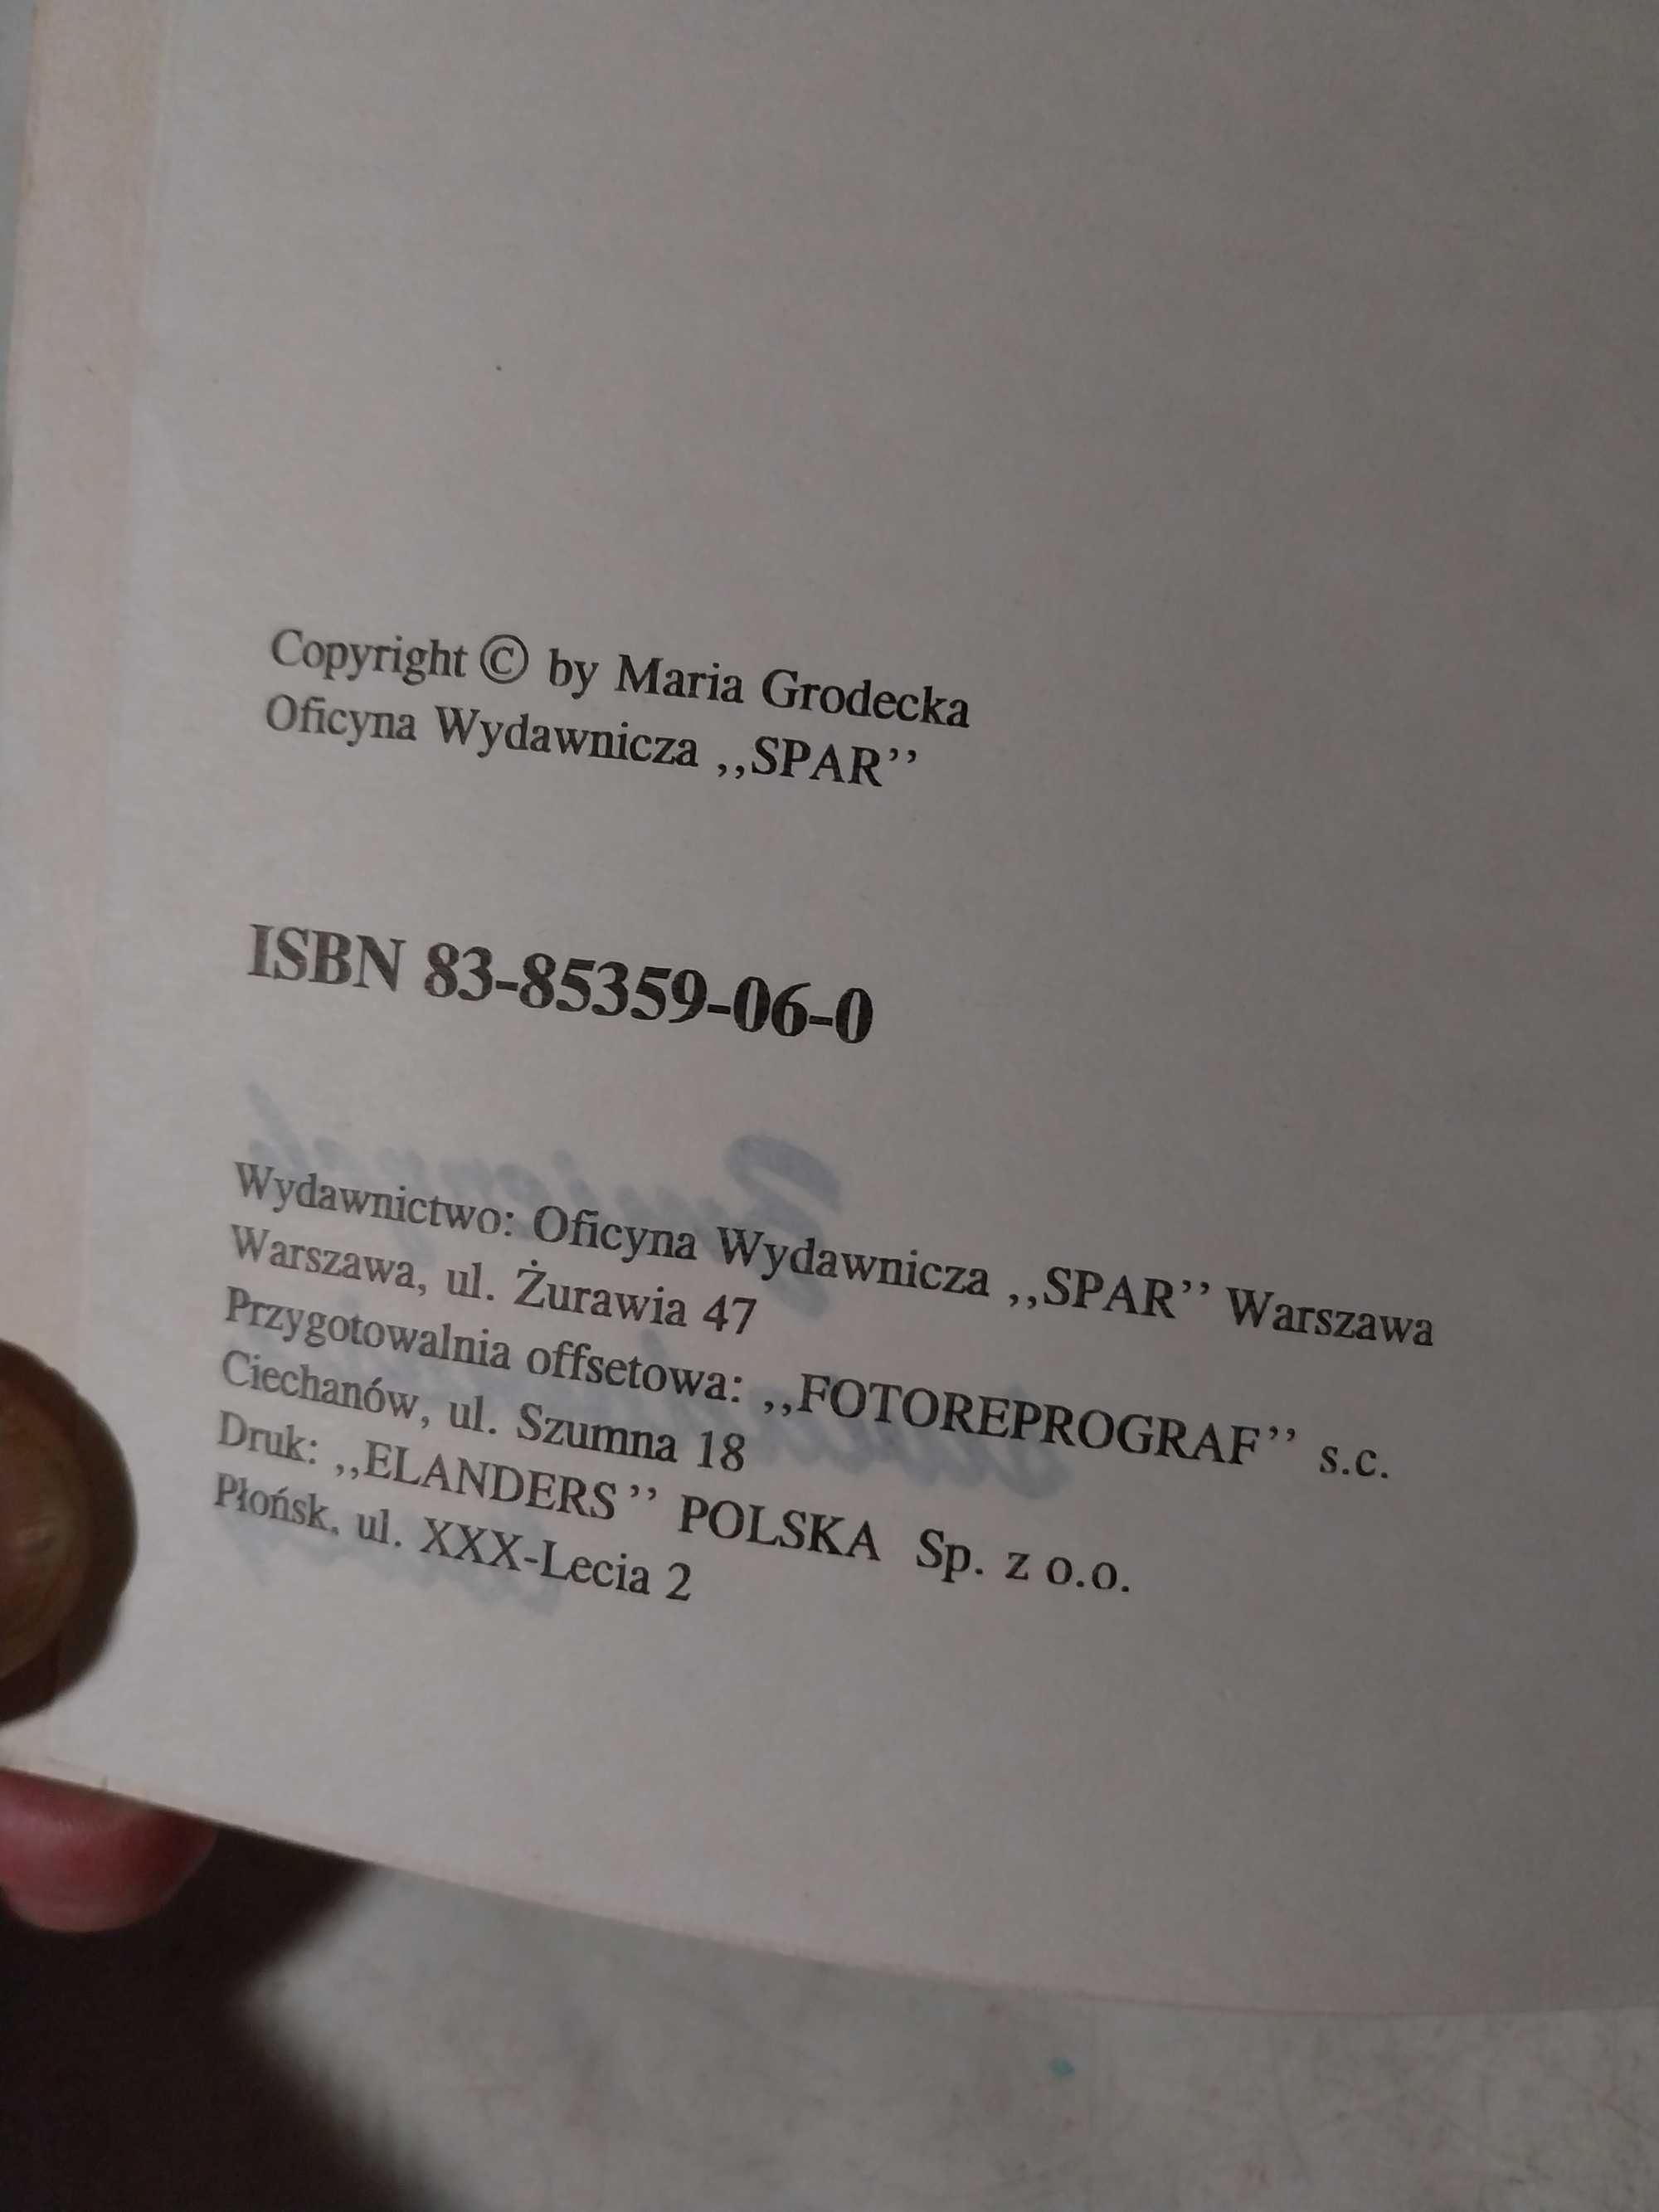 Copyright © by Maria Grodecka
Oficyna Wydawnicza ,,SPAR’’
ISBN 83-85359-06-0
Wydawnictwo: Oficyna Wydawnicza ,,SPAR’’ Warszawa
Warszawa, ul. Żurawia 47
Przygotowalnia offsetowa: ,,FOTOREPROGRAF’’ s.c.
Ciechanów, ul. Szumna 18
Druk: ,,ELANDERS’’ POLSKA Sp. z o.o.
Płońsk, ul. XXX-Lecia 2